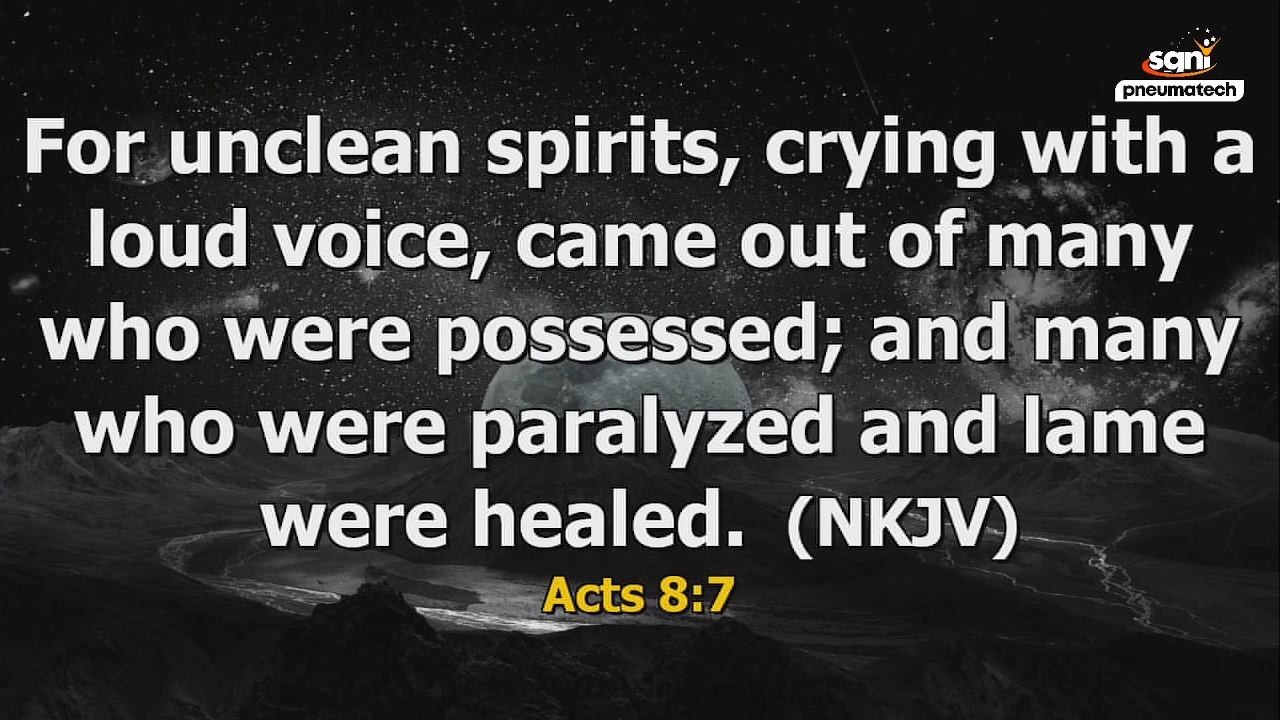 sgni
pneumatech
For unclean spirits, crying with a
loud voice, came out of many
who were possessed; and many
who were paralyzed and lame
were healed. (NKJV)
Acts 8:7